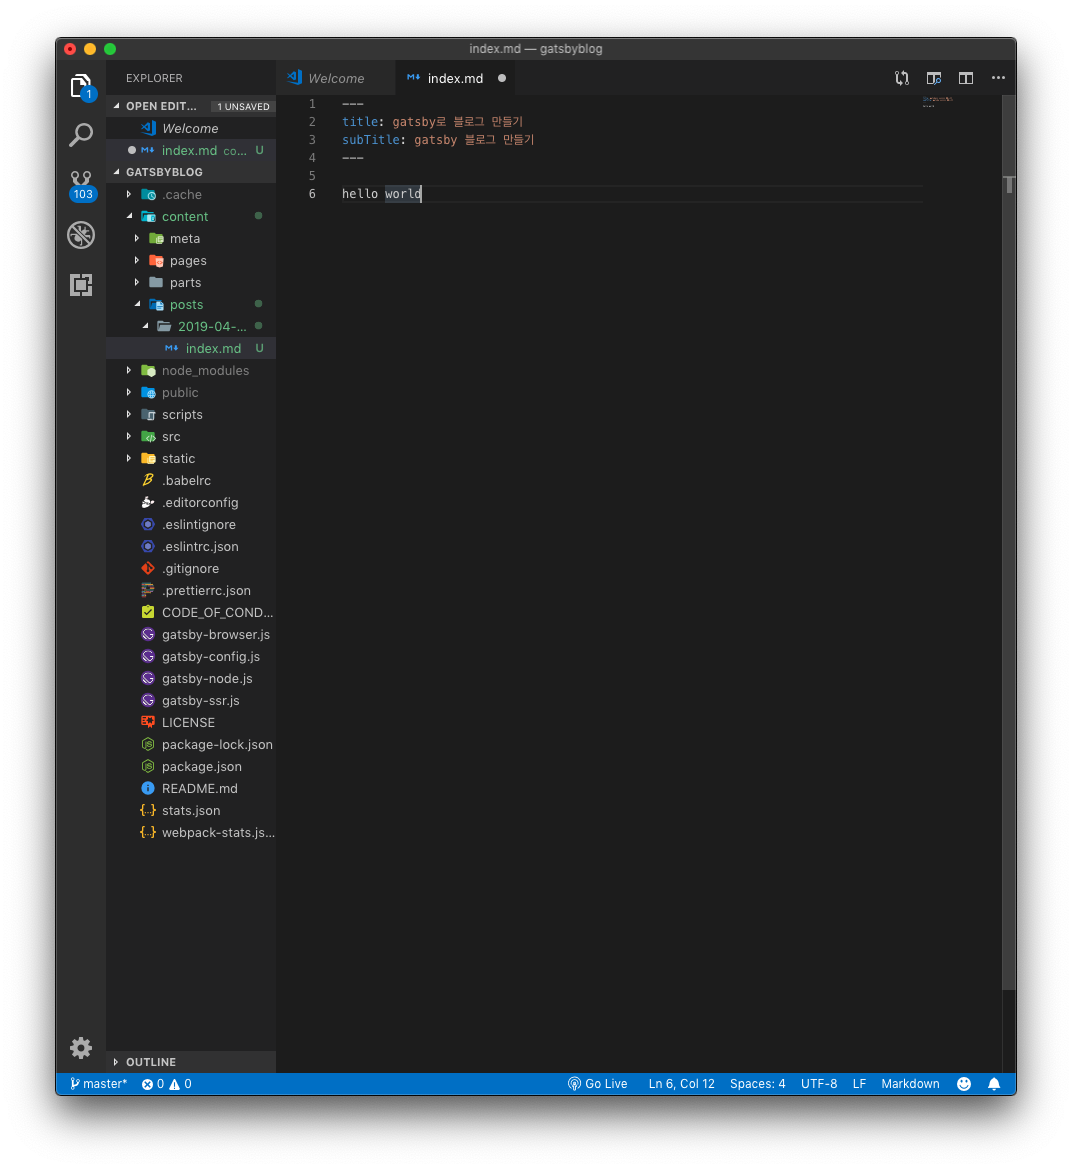 index.md — gatsbyblog
EXPLORER
Welcome
index.md
OPEN EDIT... 1 UNSAVED
Welcome
index.md co... U
GATSBYBLOG
.cache
content
meta
pages
parts
posts
2019-04-...
index.md U
node_modules
public
scripts
src
static
.babelrc
.editorconfig
.eslintignore
.eslintrc.json
.gitignore
.prettierrc.json
CODE_OF_COND...
gatsby-browser.js
gatsby-config.js
gatsby-node.js
gatsby-ssr.js
LICENSE
package-lock.json
package.json
README.md
stats.json
webpack-stats.js...
OUTLINE
1
103
1 ---
2 title: gatsby로 블로그 만들기
3 subTitle: gatsby 블로그 만들기
4 ---
5
6 hello world
master* 0 0 Go Live Ln 6, Col 12 Spaces: 4 UTF-8 LF Markdown